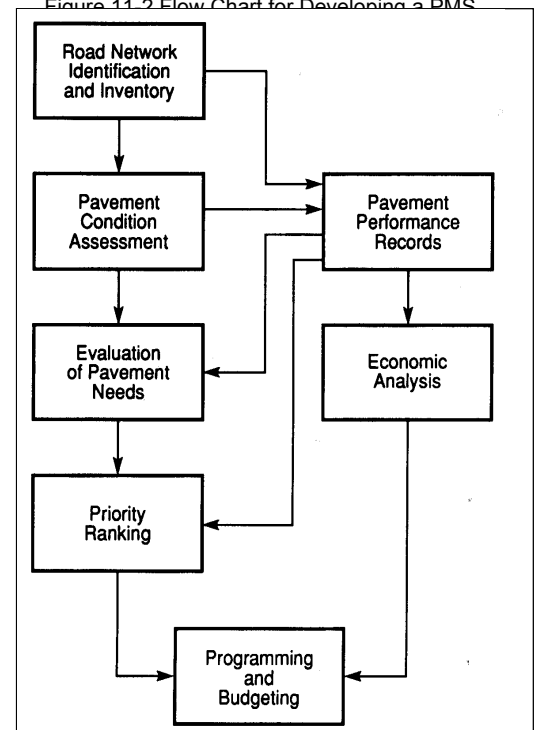 Figure 11-2 Flow Chart for Developing a PMS
Road Network
Identification
and Inventory
Pavement
Condition
Assessment
Pavement
Performance
Records
Evaluation
of Pavement
Needs
Economic
Analysis
Priority
Ranking
Programming
and
Budgeting